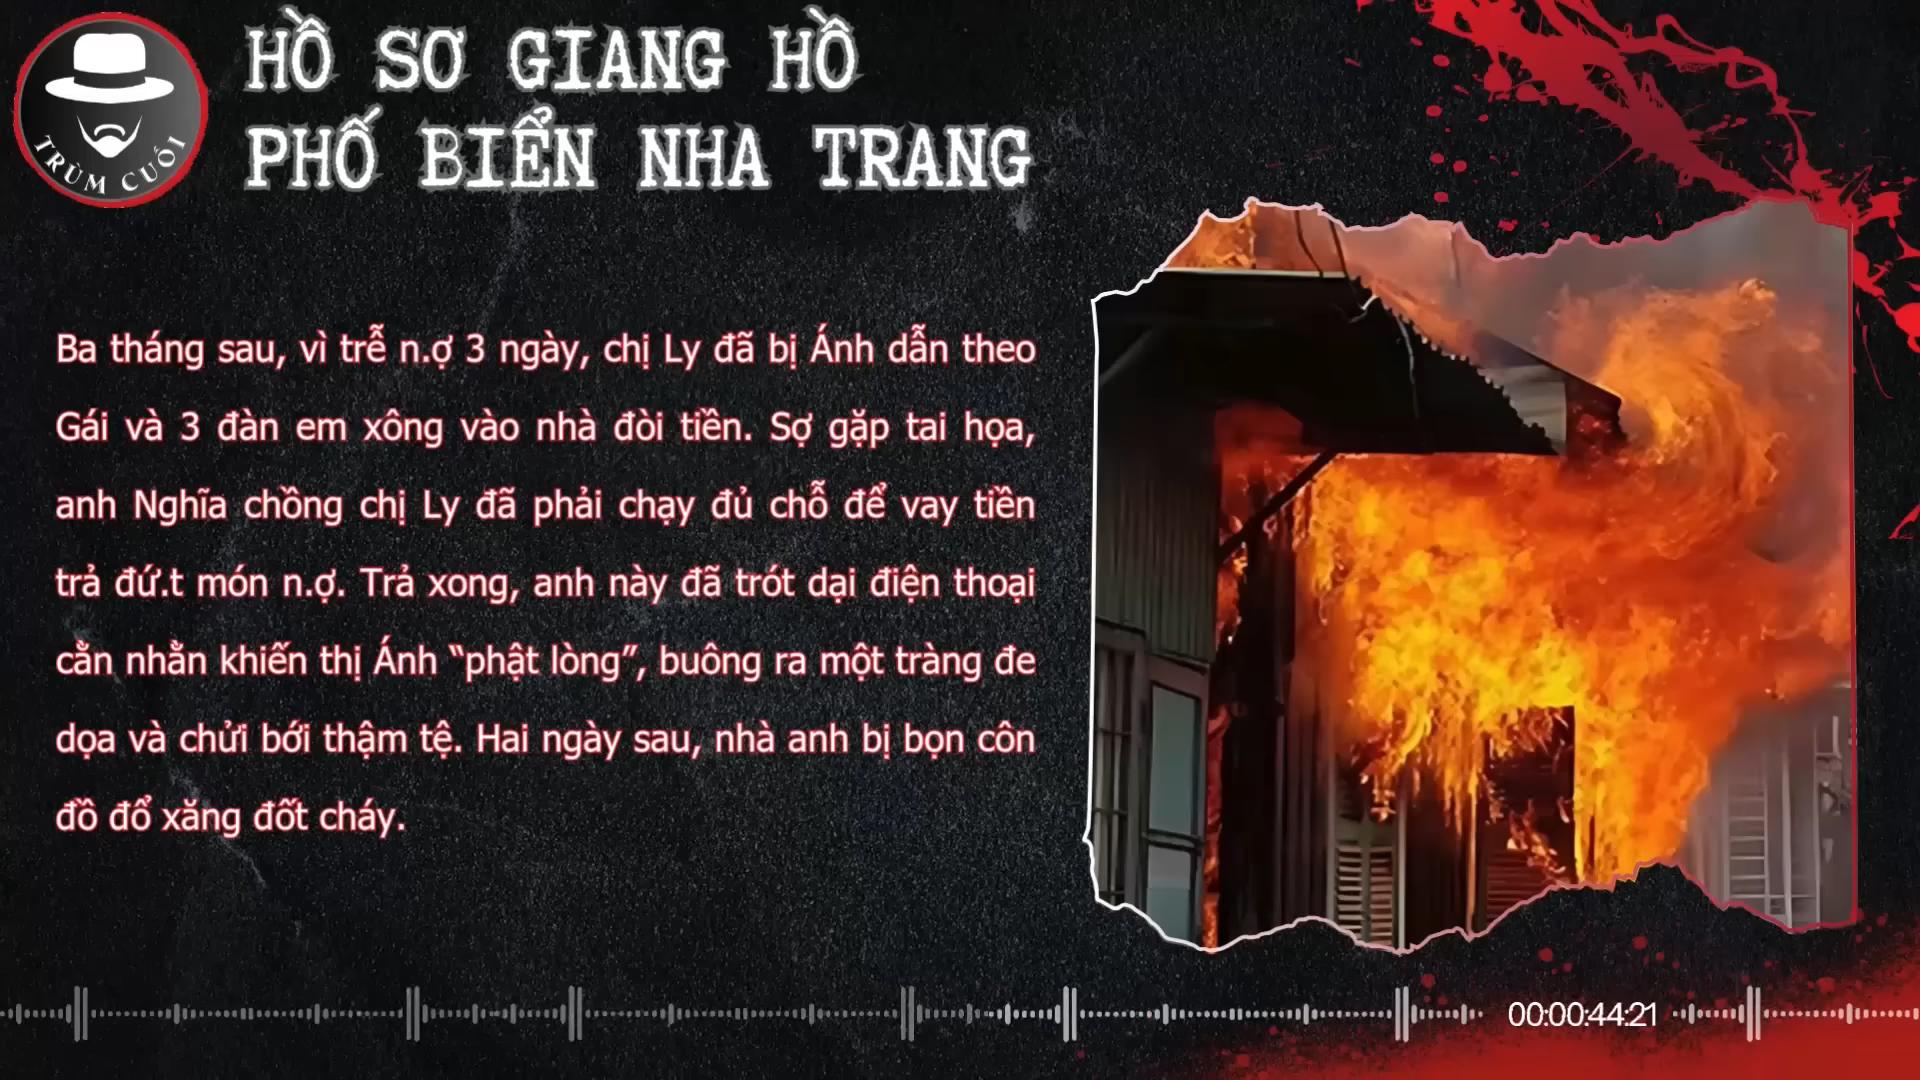 TRÙM CUỐI
HỒ SƠ GIANG HỒ
PHỐ BIỂN NHA TRANG
Ba tháng sau, vì trễ n.ợ 3 ngày, chị Ly đã bị Ánh dẫn theo
Gái và 3 đàn em xông vào nhà đòi tiền. Sợ gặp tai họa,
anh Nghĩa chồng chị Ly đã phải chạy đủ chỗ để vay tiền
trả đứ.t món n.ợ. Trả xong, anh này đã trót dại điện thoại
cằn nhằn khiến thị Ánh “phật lòng”, buông ra một tràng đe
dọa và chửi bới thậm tệ. Hai ngày sau, nhà anh bị bọn côn
đồ đổ xăng đốt cháy.
00:00:44:21